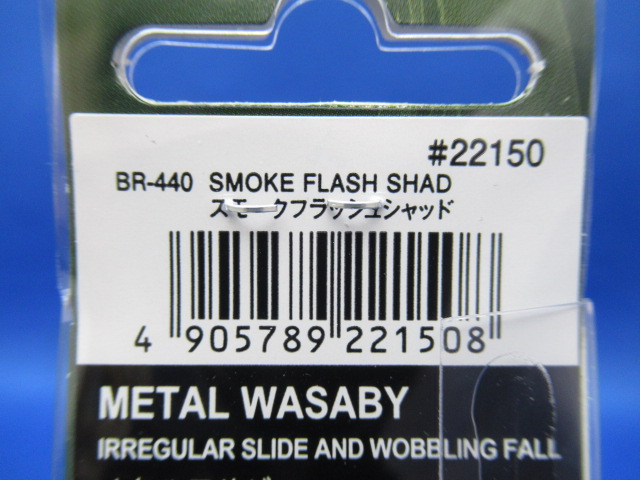 #22150
BR-440 SMOKE FLASH SHAD
スモークフラッシュシャッド
4 905789 221508
METAL WASABY
IRREGULAR SLIDE AND WOBBLING FALL